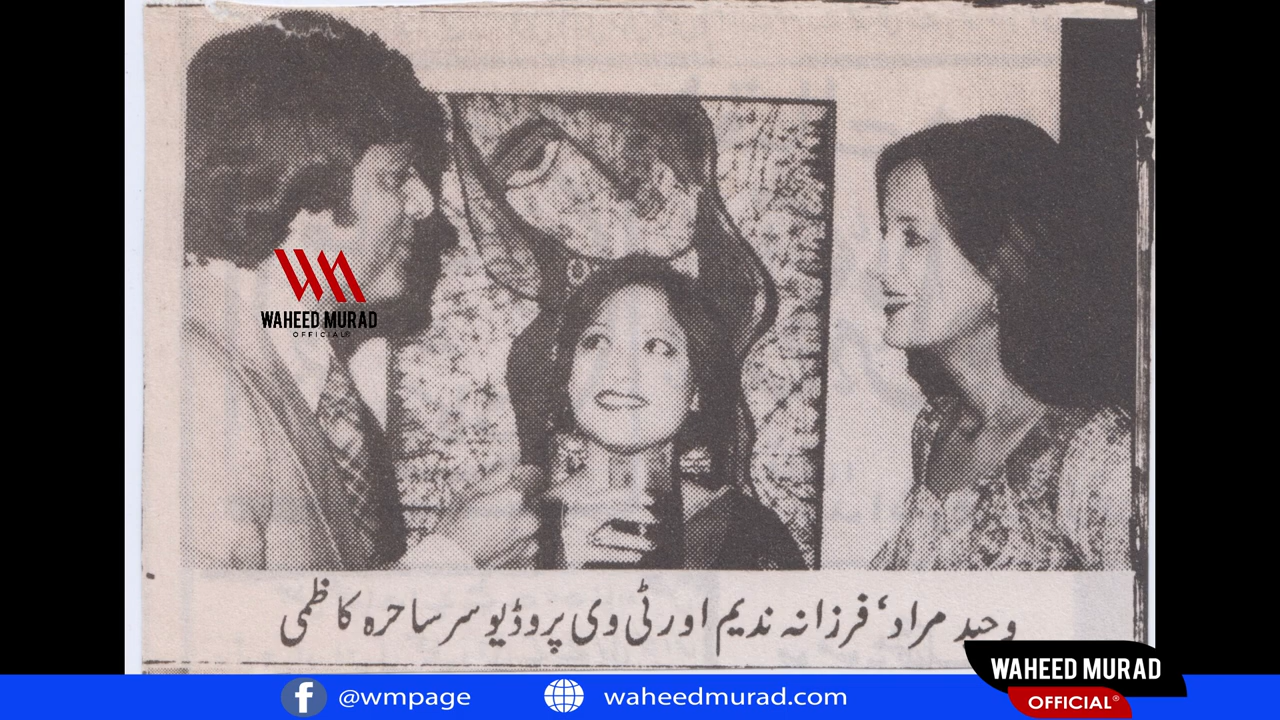 WM
WAHEED MURAD
OFFICIAL®
وحید مراد، فرزانہ ندیم اور ٹی وی پروڈیوسر ساحرہ کاظمی
@wmpage
waheedmurad.com
WAHEED MURAD
OFFICIAL®